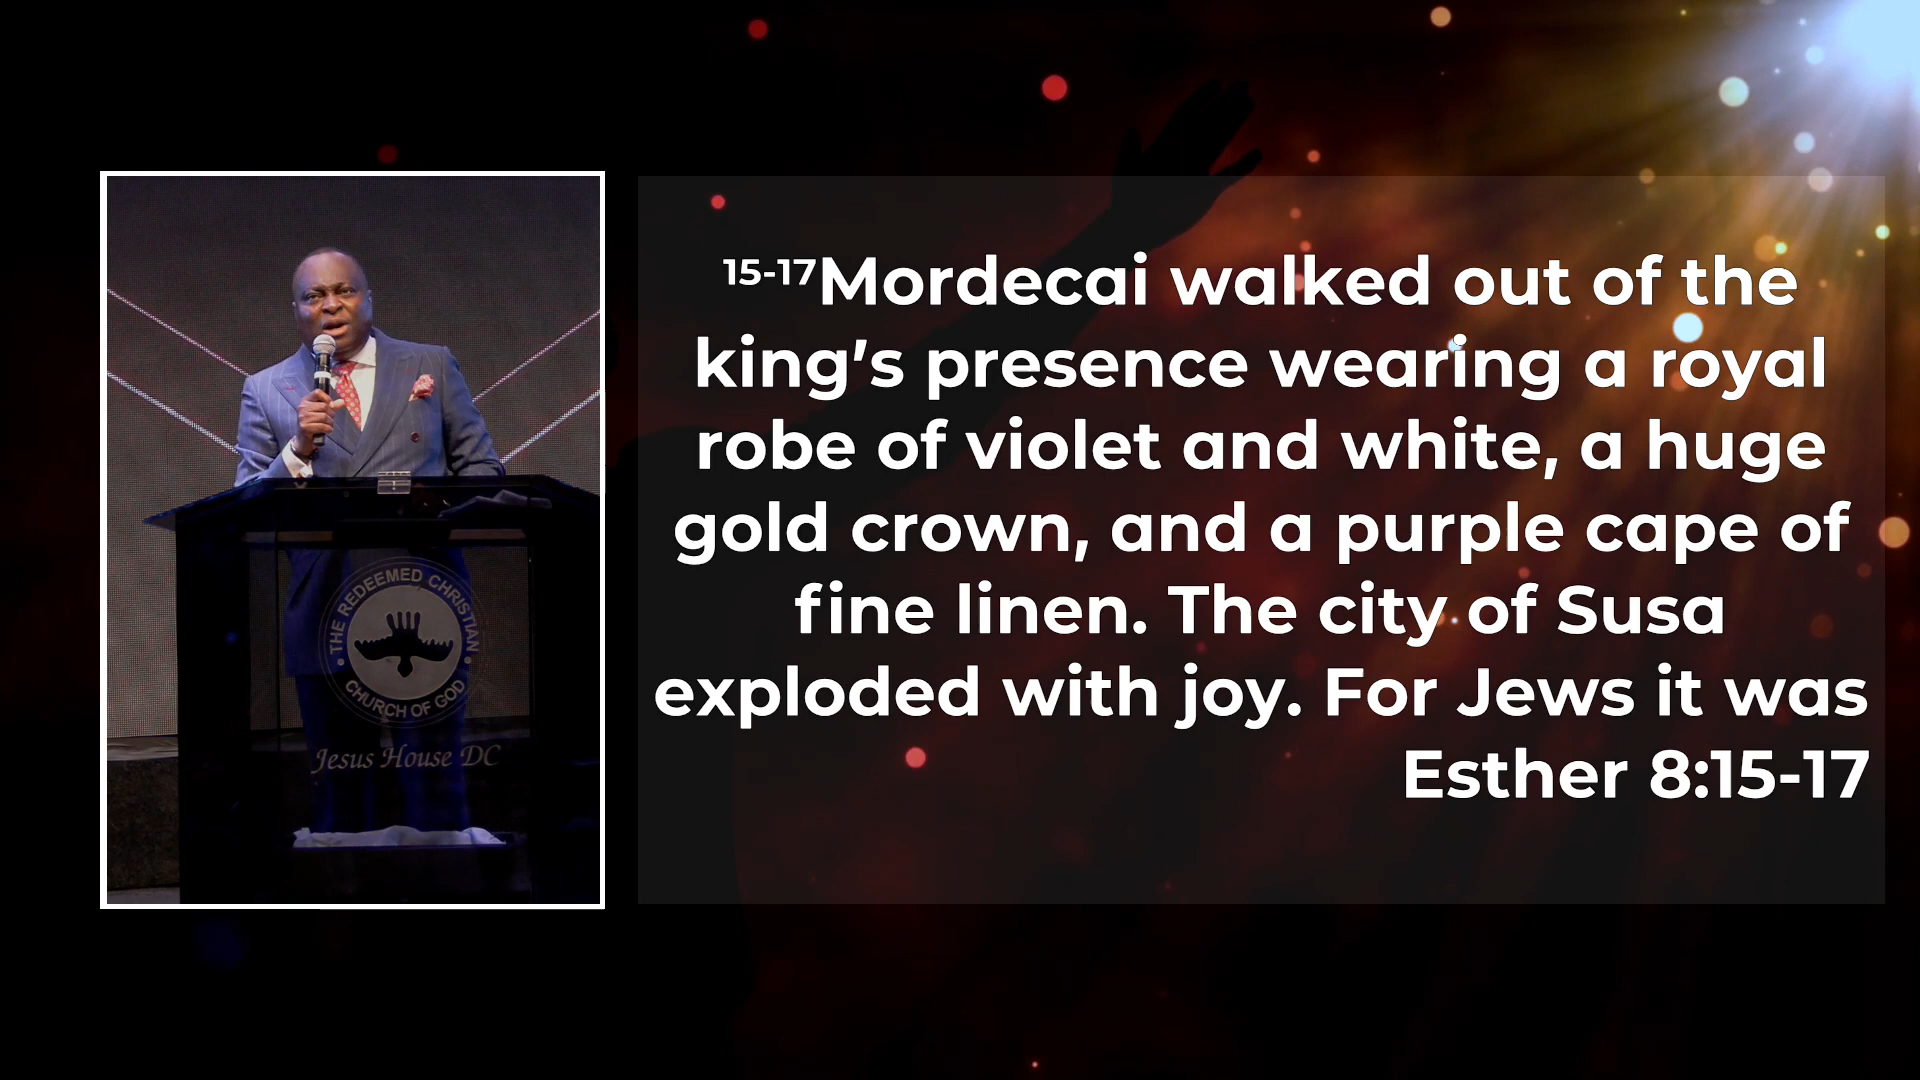 THE REDEEMED CHRISTIAN
CHURCH OF GOD
Jesus House DC
15-17Mordecai walked out of the
king’s presence wearing a royal
robe of violet and white, a huge
gold crown, and a purple cape of
fine linen. The city of Susa
exploded with joy. For Jews it was
Esther 8:15-17